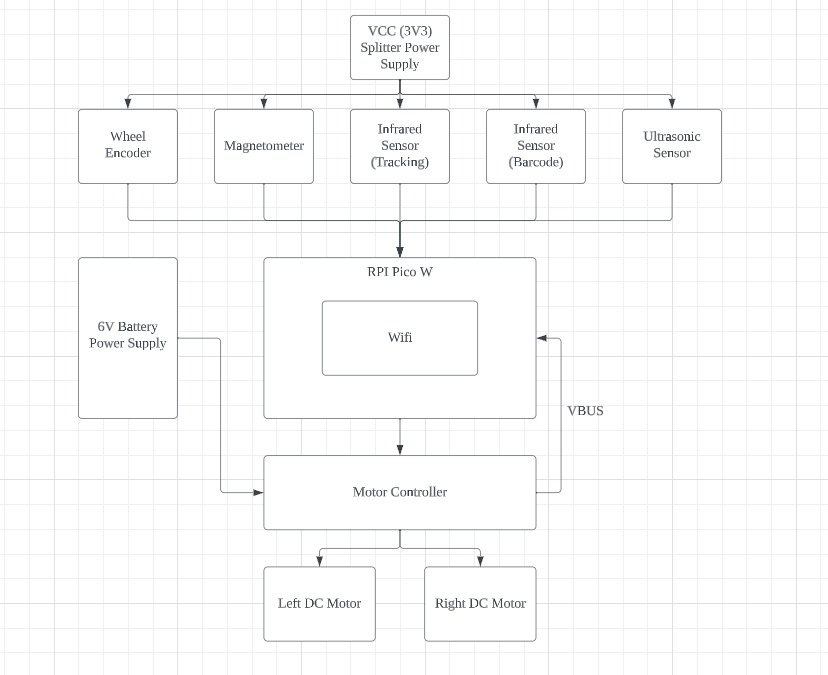 VCC (3V3)
Splitter Power
Supply
Wheel
Encoder
Magnetometer
Infrared
Sensor
(Tracking)
Infrared
Sensor
(Barcode)
Ultrasonic
Sensor
RPI Pico W
Wifi
6V Battery
Power Supply
VBUS
Motor Controller
Left DC Motor
Right DC Motor